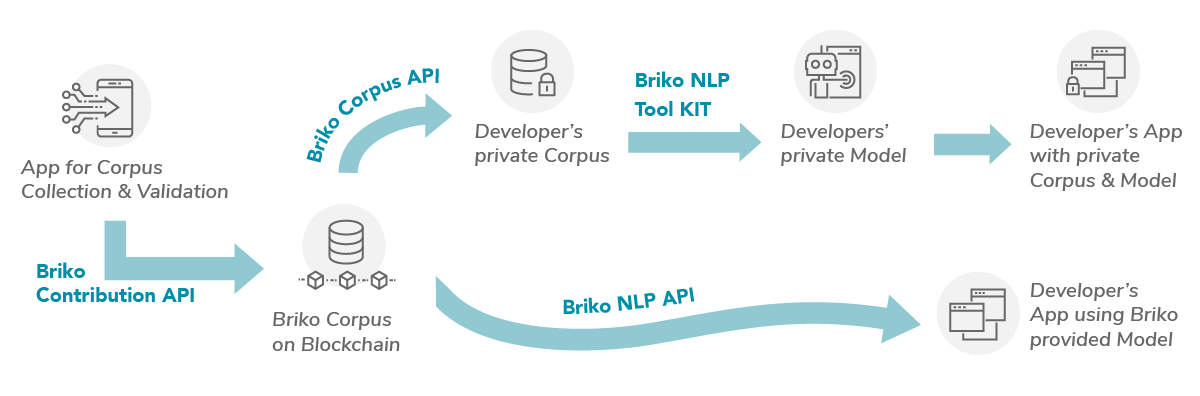 App for Corpus
Collection & Validation
Briko
Contribution API
Briko Corpus
on Blockchain
Briko Corpus API
Developer’s
private Corpus
Briko NLP
Tool KIT
Developers’
private Model
Developer’s App
with private
Corpus & Model
Briko NLP API
Developer’s
App using Briko
provided Model